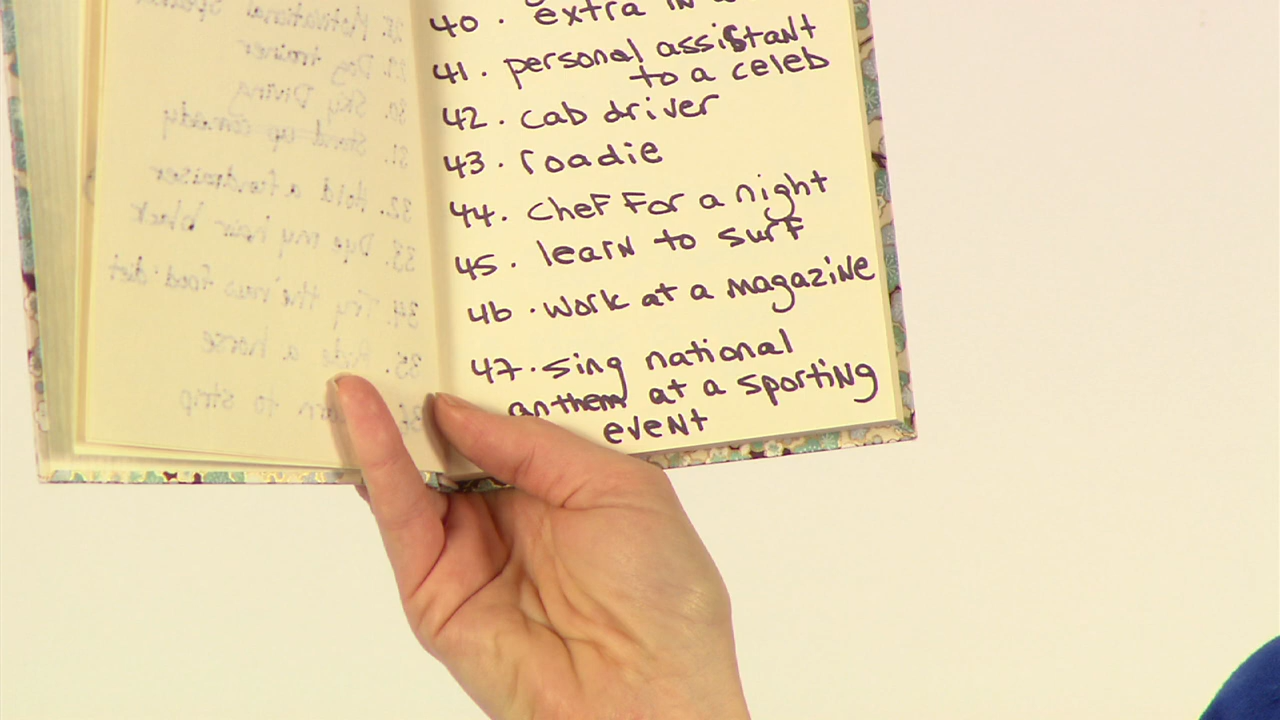 28. Motivational Speaker
29. Dog trainer
30. Sky Diving
31. Stand up comedy
32. Hold a fundraiser
33. Dye my hair black
34. Try the raw food diet
35. Ride a horse
to strip
40. extra in a
41. personal assistant
to a celeb
42. cab driver
43. roadie
44. chef for a night
45. learn to surf
46. work at a magazine
47. sing national
anthem at a sporting
event